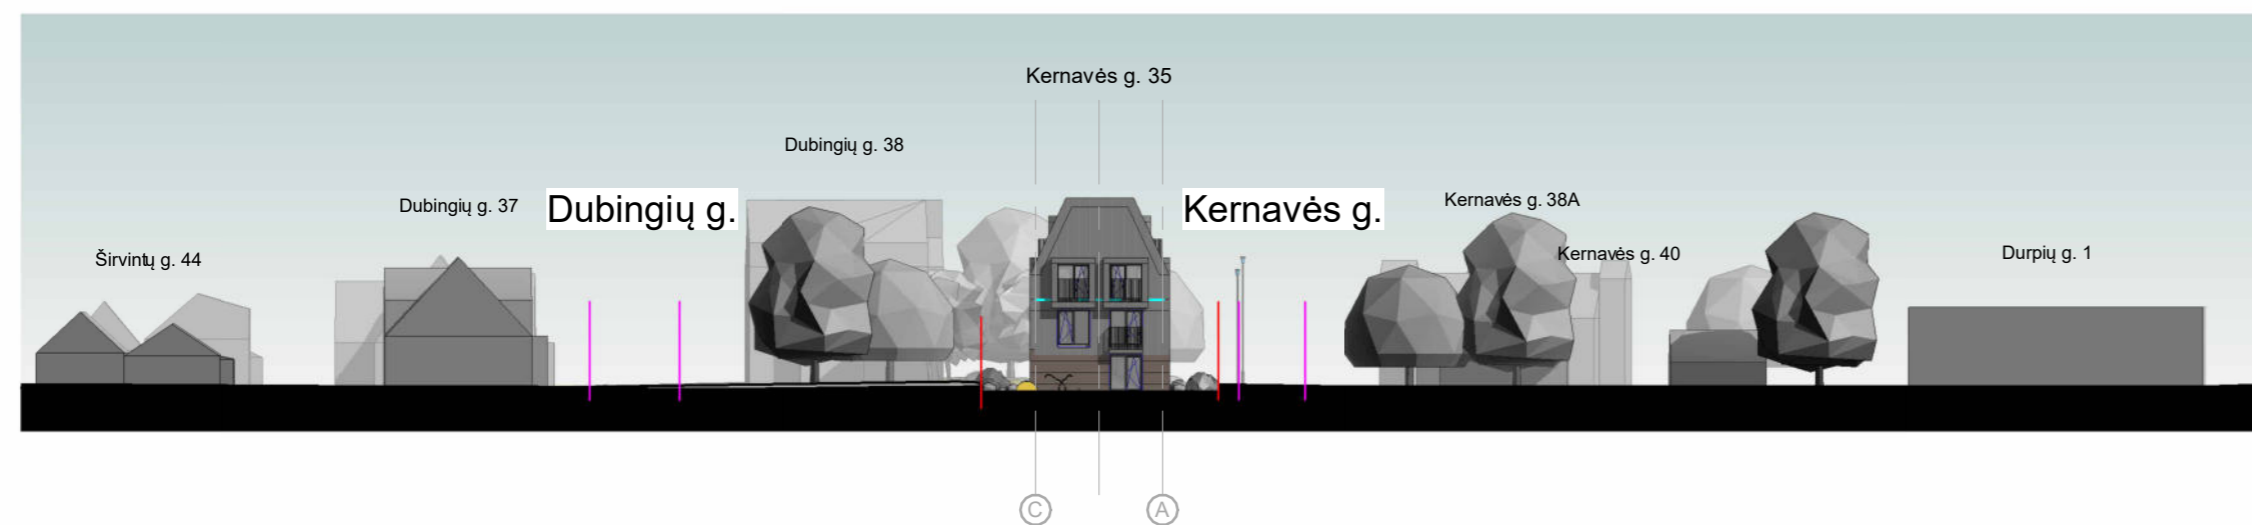 Kernavės g. 35
Dubingių g. 38
Dubingių g. 37
Dubingių g.
Kernavės g.
Kernavės g. 38A
Širvintų g. 44
Kernavės g. 40
Durpių g. 1
C
A